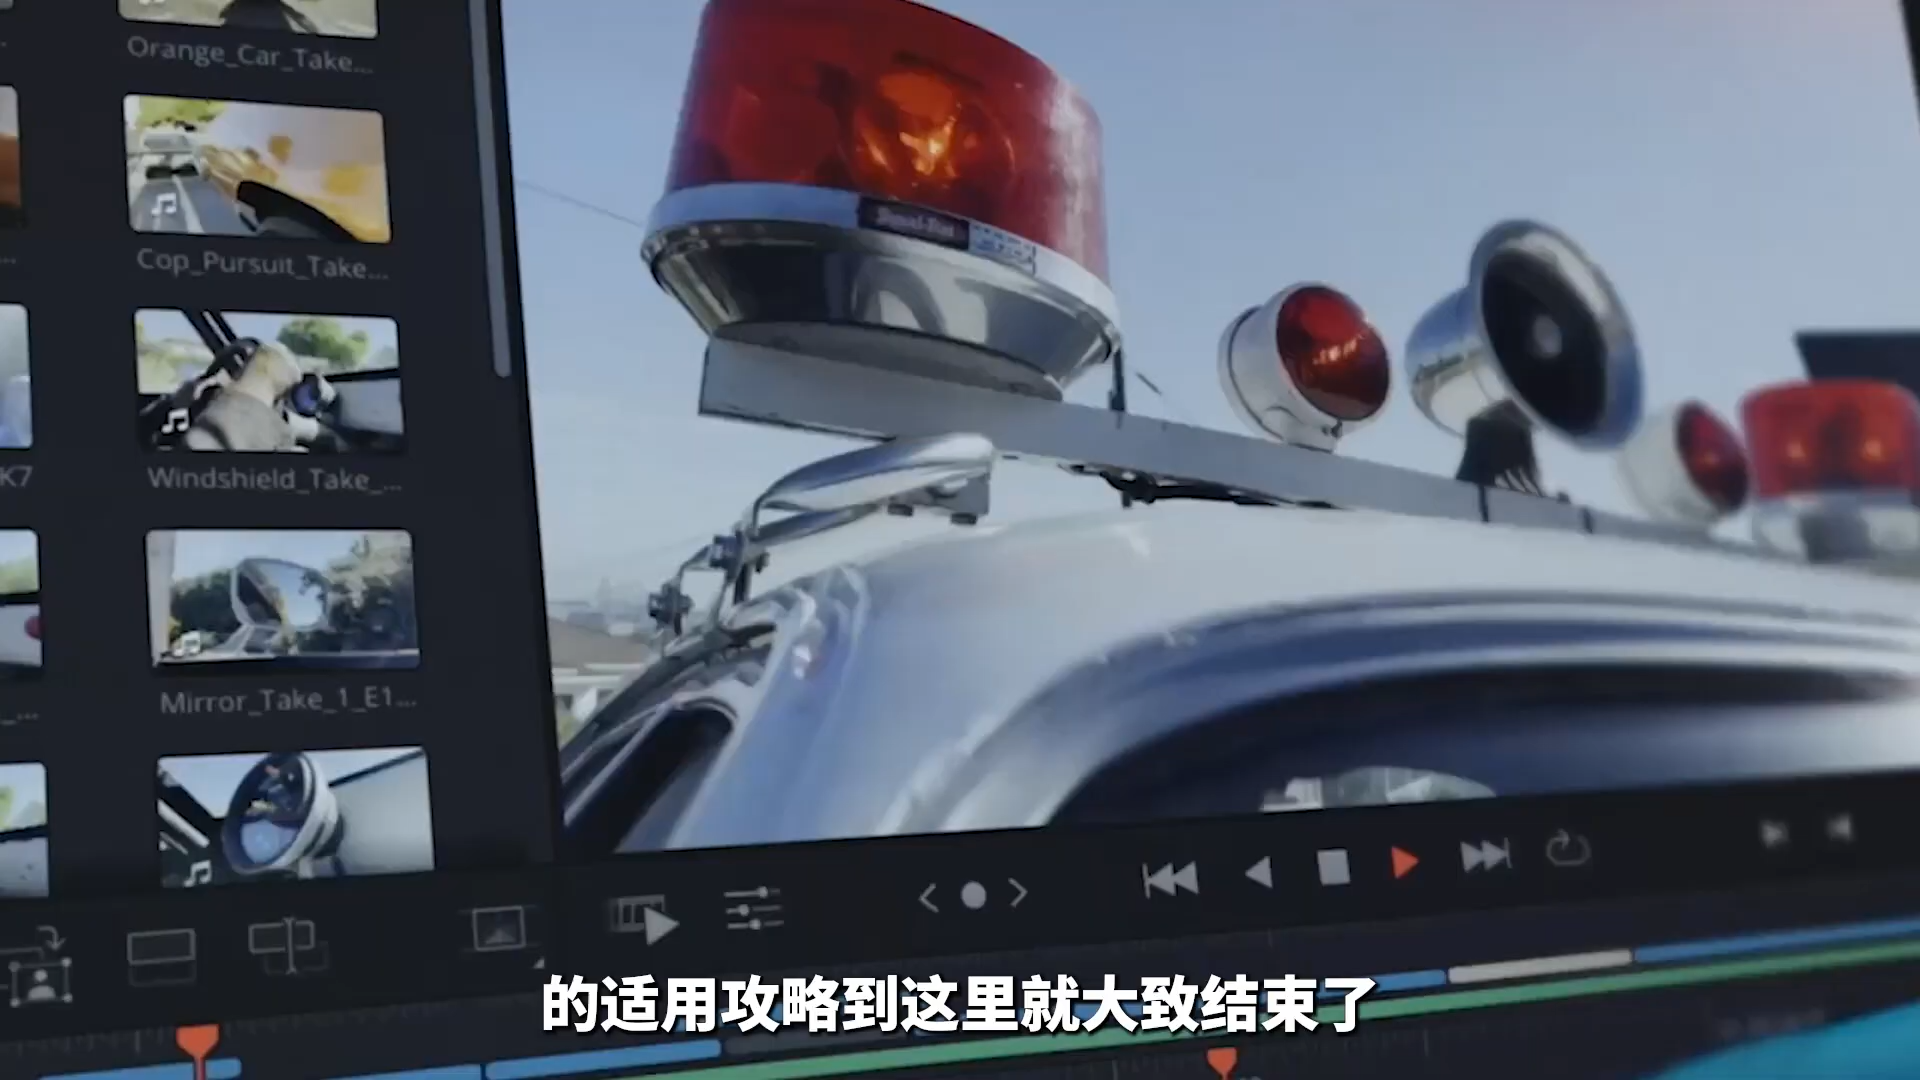 Orange_Car_Take...
Cop_Pursuit_Take...
Windshield_Take_...
K7
Mirror_Take_1_E1...
的适用攻略到这里就大致结束了